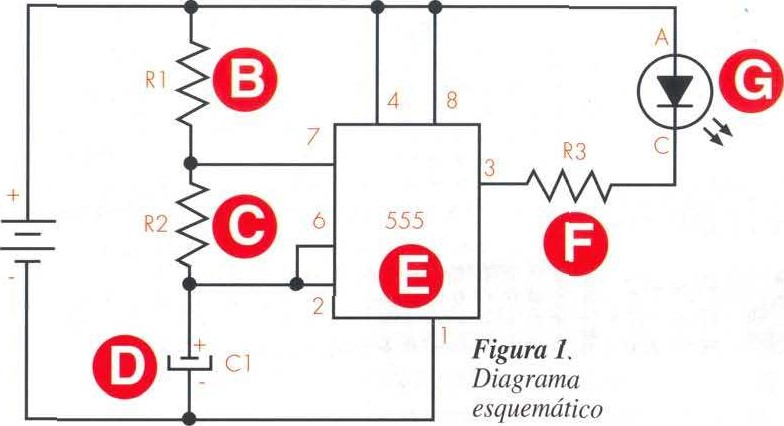 A
B
G
R1
4
8
C
7
3
R3
+
R2
C
6
555
F
E
-
2
+
D
C1
1
-
Figura 1.
Diagrama
esquemático